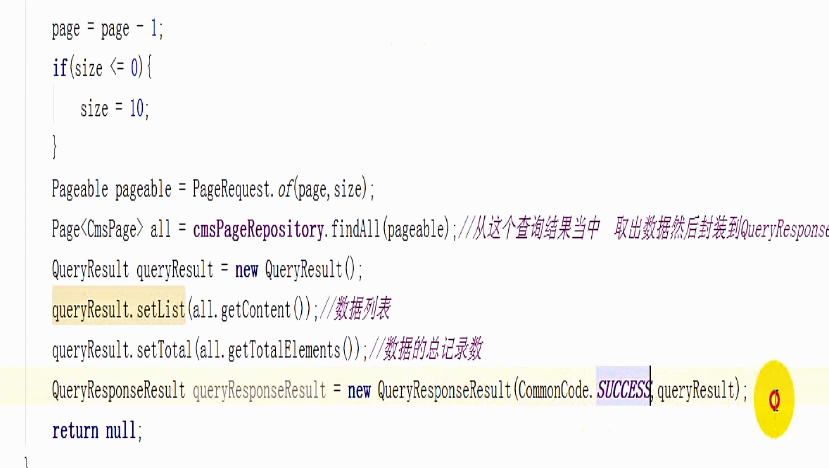 page = page - 1;
if(size <= 0){
size = 10;
}
Pageable pageable = PageRequest.of(page,size);
Page<CmsPage> all = cmsPageRepository.findAll(pageable);//从这个查询结果当中 取出数据然后封装到QueryResponse
QueryResult queryResult = new QueryResult();
queryResult.setList(all.getContent());//数据列表
queryResult.setTotal(all.getTotalElements());//数据的总记录数
QueryResponseResult queryResponseResult = new QueryResponseResult(CommonCode.SUCCESS,queryResult);
return null;
}